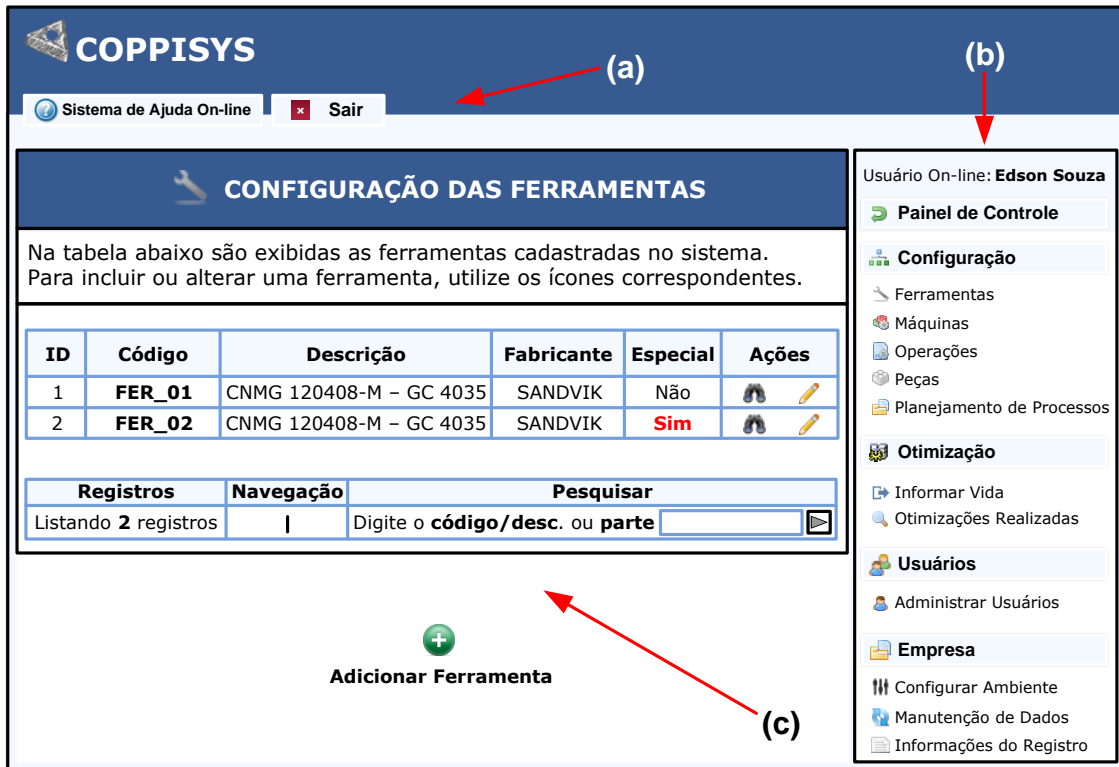 COPPISYS
(a)
(b)
Sistema de Ajuda On-line
Sair
CONFIGURAÇÃO DAS FERRAMENTAS
Na tabela abaixo são exibidas as ferramentas cadastradas no sistema.
Para incluir ou alterar uma ferramenta, utilize os ícones correspondentes.
ID Código Descrição Fabricante Especial Ações
1 FER_01 CNMG 120408-M – GC 4035 SANDVIK Não
2 FER_02 CNMG 120408-M – GC 4035 SANDVIK Sim
Registros Navegação Pesquisar
Listando 2 registros | Digite o código/desc. ou parte
Adicionar Ferramenta
(c)
Usuário On-line: Edson Souza
Painel de Controle
Configuração
Ferramentas
Máquinas
Operações
Peças
Planejamento de Processos
Otimização
Informar Vida
Otimizações Realizadas
Usuários
Administrar Usuários
Empresa
Configurar Ambiente
Manutenção de Dados
Informações do Registro